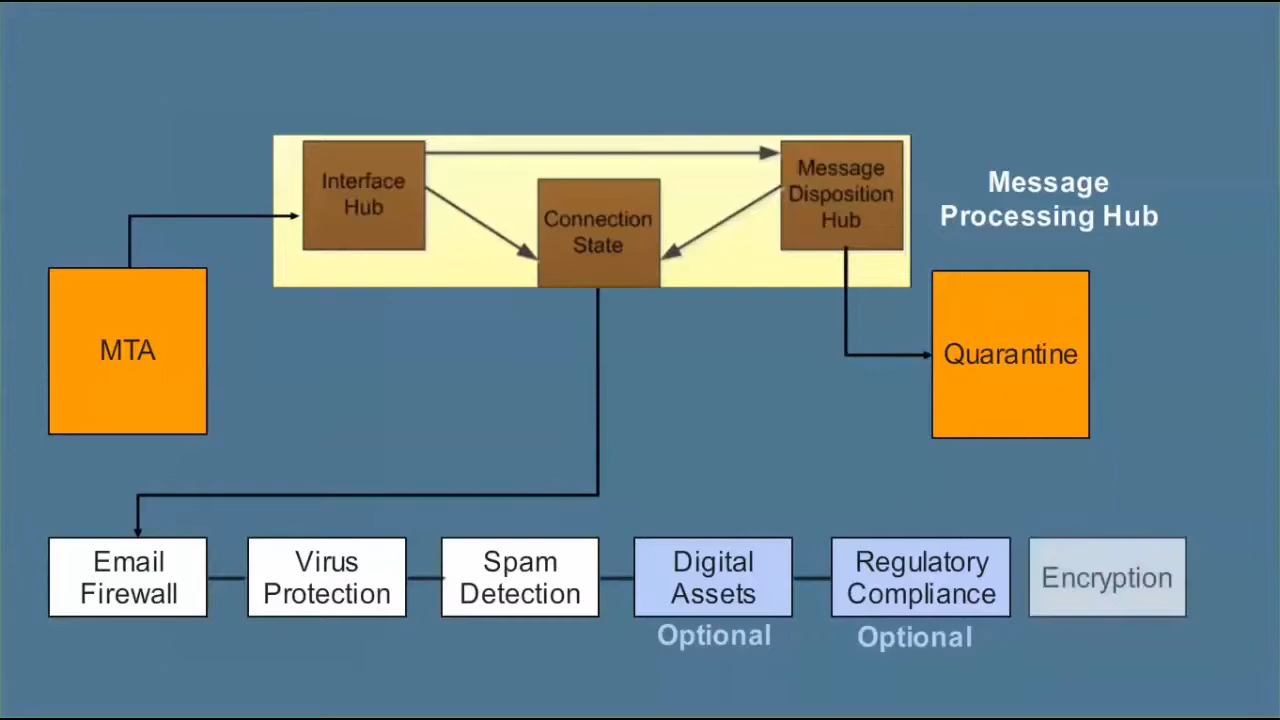 Interface
Hub
Connection
State
Message
Disposition
Hub
Message
Processing Hub
MTA
Quarantine
Email
Firewall
Virus
Protection
Spam
Detection
Digital
Assets
Optional
Regulatory
Compliance
Optional
Encryption